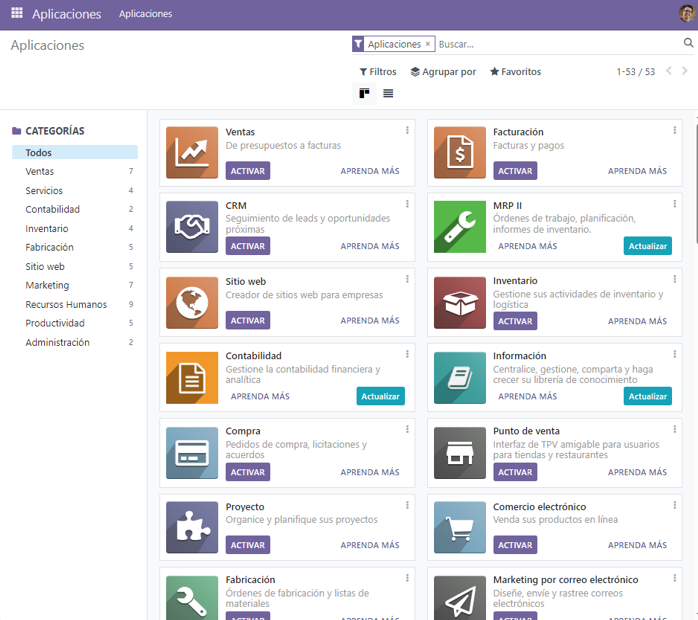 Aplicaciones Aplicaciones
Aplicaciones
Aplicaciones × Buscar...
Filtros Agrupar por Favoritos 1-53 / 53
CATEGORÍAS
Todos
Ventas 7
Servicios 4
Contabilidad 2
Inventario 4
Fabricación 5
Sitio web 5
Marketing 7
Recursos Humanos 9
Productividad 5
Administración 2
Ventas
De presupuestos a facturas
ACTIVAR APRENDA MÁS
Facturación
Facturas y pagos
ACTIVAR APRENDA MÁS
CRM
Seguimiento de leads y oportunidades
próximas
ACTIVAR APRENDA MÁS
MRP II
Órdenes de trabajo, planificación,
informes de inventario.
APRENDA MÁS Actualizar
Sitio web
Creador de sitios web para empresas
ACTIVAR APRENDA MÁS
Inventario
Gestione sus actividades de inventario y
logística
ACTIVAR APRENDA MÁS
Contabilidad
Gestione la contabilidad financiera y
analítica
APRENDA MÁS Actualizar
Información
Centralice, gestione, comparta y haga
crecer su librería de conocimiento
APRENDA MÁS Actualizar
Compra
Pedidos de compra, licitaciones y
acuerdos
ACTIVAR APRENDA MÁS
Punto de venta
Interfaz de TPV amigable para usuarios
para tiendas y restaurantes
ACTIVAR APRENDA MÁS
Proyecto
Organice y planifique sus proyectos
ACTIVAR APRENDA MÁS
Comercio electrónico
Venda sus productos en línea
ACTIVAR APRENDA MÁS
Fabricación
Órdenes de fabricación y listas de
materiales
ACTIVAR APRENDA MÁS
Marketing por correo electrónico
Diseñe, envíe y rastree correos
electrónicos
ACTIVAR APRENDA MÁS